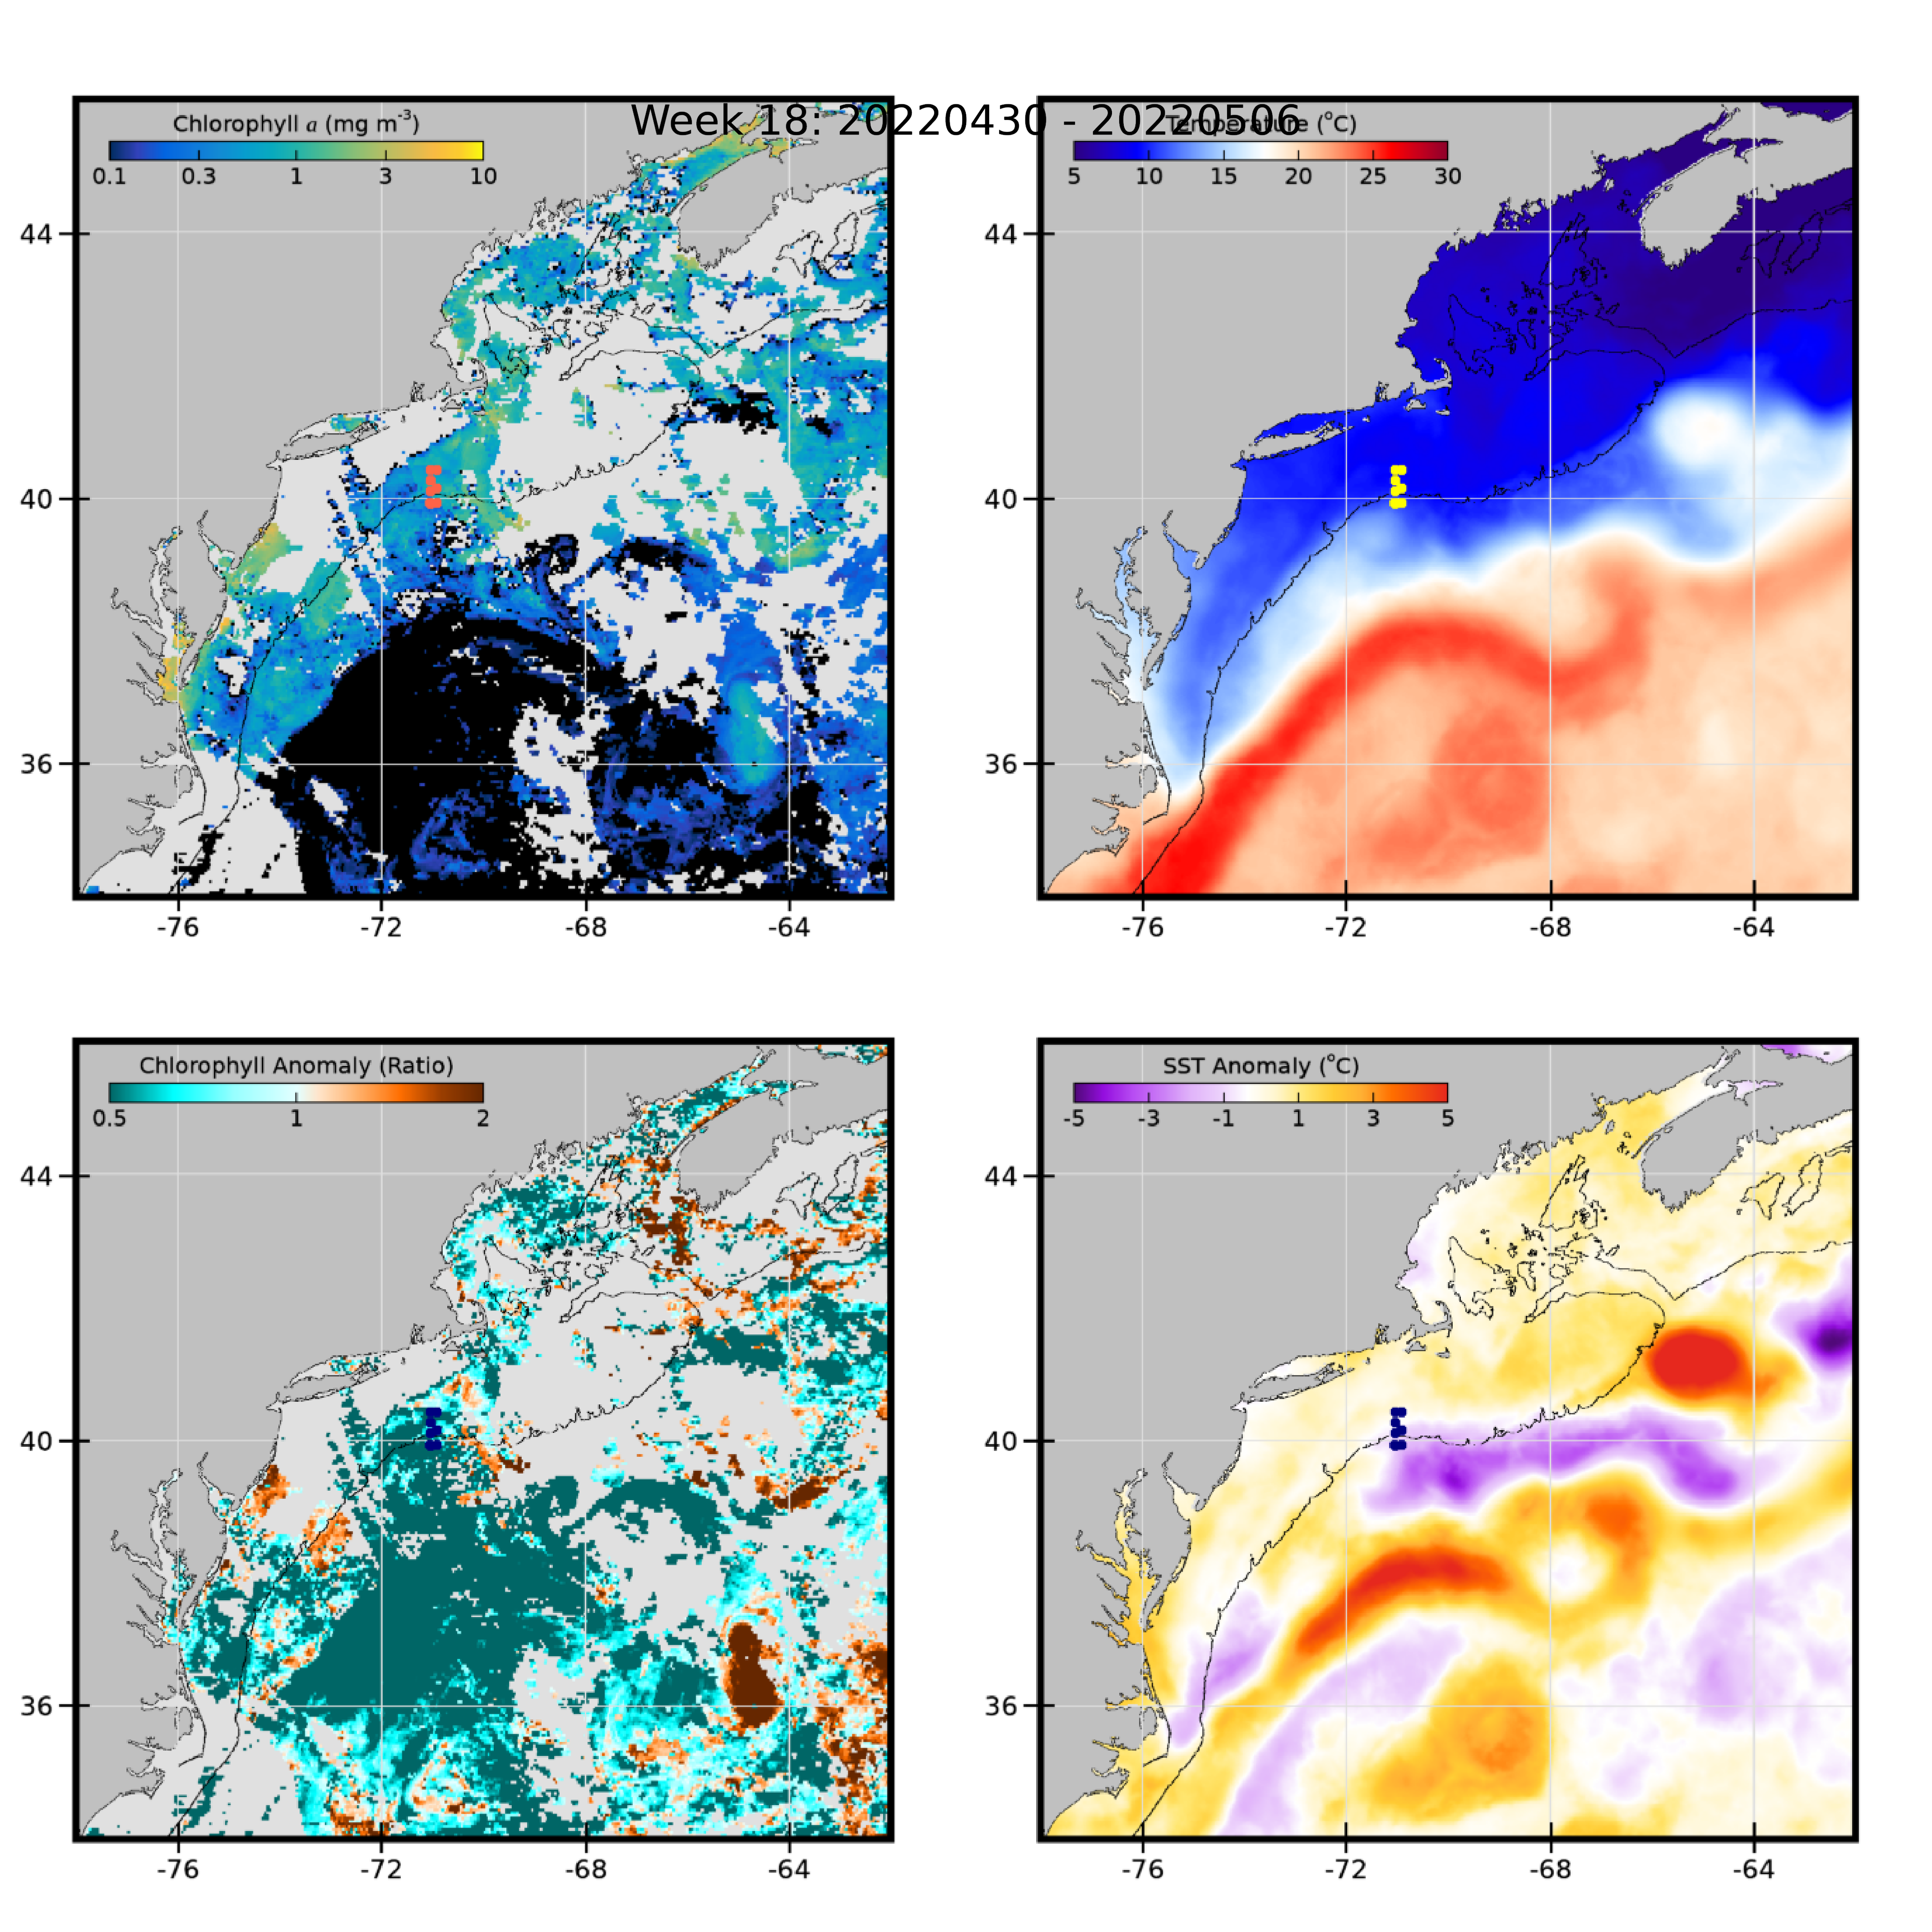 Week 18: 20220430 - 20220506
Chlorophyll a (mg m-3)
0.1 0.3 1 3 10
44
40
36
-76 -72 -68 -64
Temperature (°C)
5 10 15 20 25 30
44
40
36
-76 -72 -68 -64
Chlorophyll Anomaly (Ratio)
0.5 1 2
44
40
36
-76 -72 -68 -64
SST Anomaly (°C)
-5 -3 -1 1 3 5
44
40
36
-76 -72 -68 -64